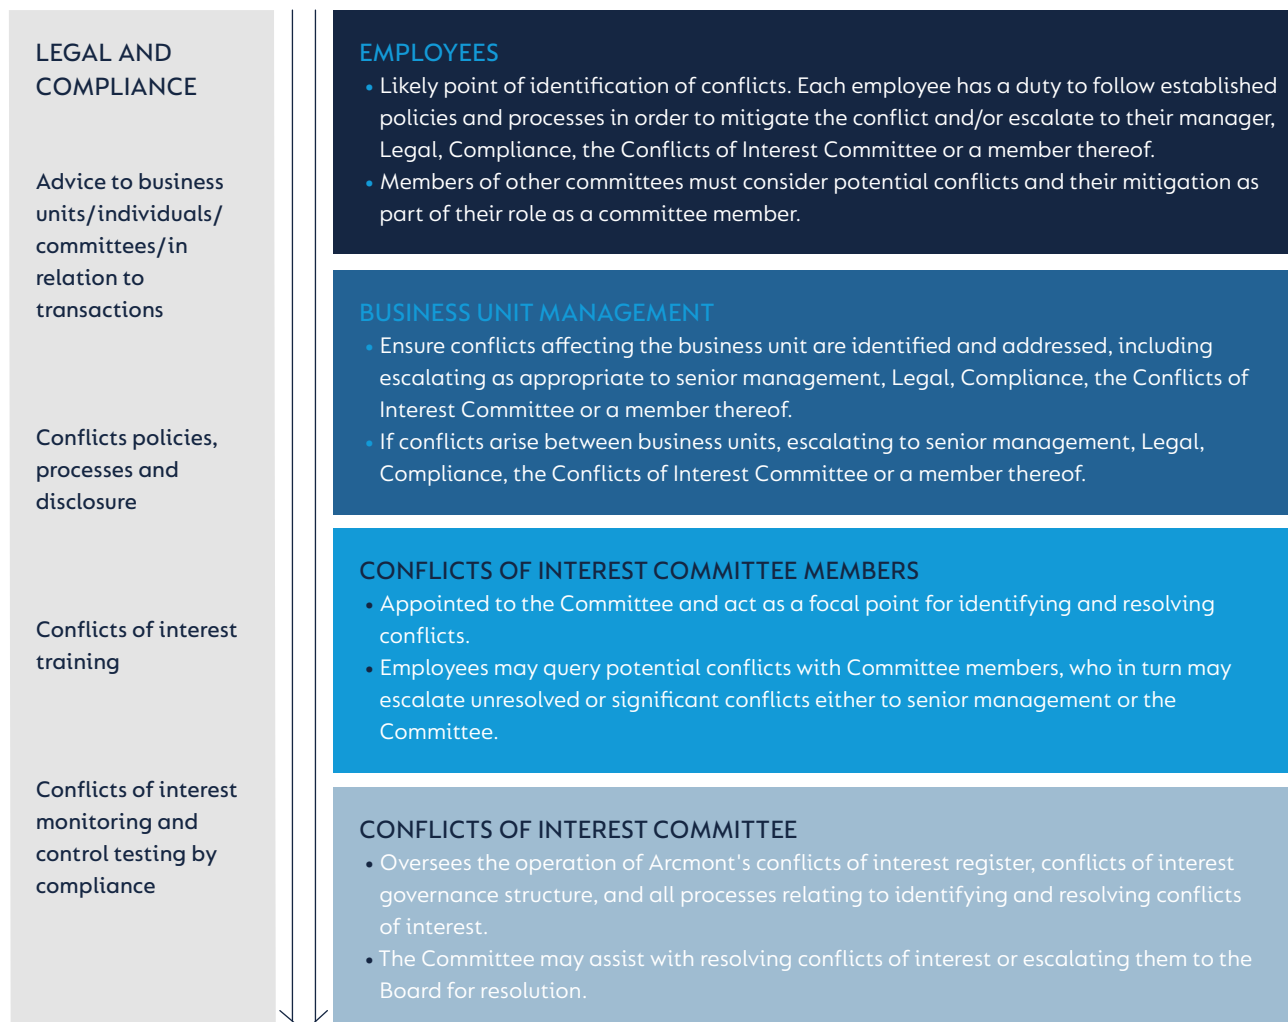 LEGAL AND
COMPLIANCE
Advice to business
units/individuals/
committees/in
relation to
transactions
Conflicts policies,
processes and
disclosure
Conflicts of interest
training
Conflicts of interest
monitoring and
control testing by
compliance
EMPLOYEES
• Likely point of identification of conflicts. Each employee has a duty to follow established
policies and processes in order to mitigate the conflict and/or escalate to their manager,
Legal, Compliance, the Conflicts of Interest Committee or a member thereof.
• Members of other committees must consider potential conflicts and their mitigation as
part of their role as a committee member.
BUSINESS UNIT MANAGEMENT
• Ensure conflicts affecting the business unit are identified and addressed, including
escalating as appropriate to senior management, Legal, Compliance, the Conflicts of
Interest Committee or a member thereof.
• If conflicts arise between business units, escalating to senior management, Legal,
Compliance, the Conflicts of Interest Committee or a member thereof.
CONFLICTS OF INTEREST COMMITTEE MEMBERS
• Appointed to the Committee and act as a focal point for identifying and resolving
conflicts.
• Employees may query potential conflicts with Committee members, who in turn may
escalate unresolved or significant conflicts either to senior management or the
Committee.
CONFLICTS OF INTEREST COMMITTEE
• Oversees the operation of Arcmont's conflicts of interest register, conflicts of interest
governance structure, and all processes relating to identifying and resolving conflicts
of interest.
• The Committee may assist with resolving conflicts of interest or escalating them to the
Board for resolution.